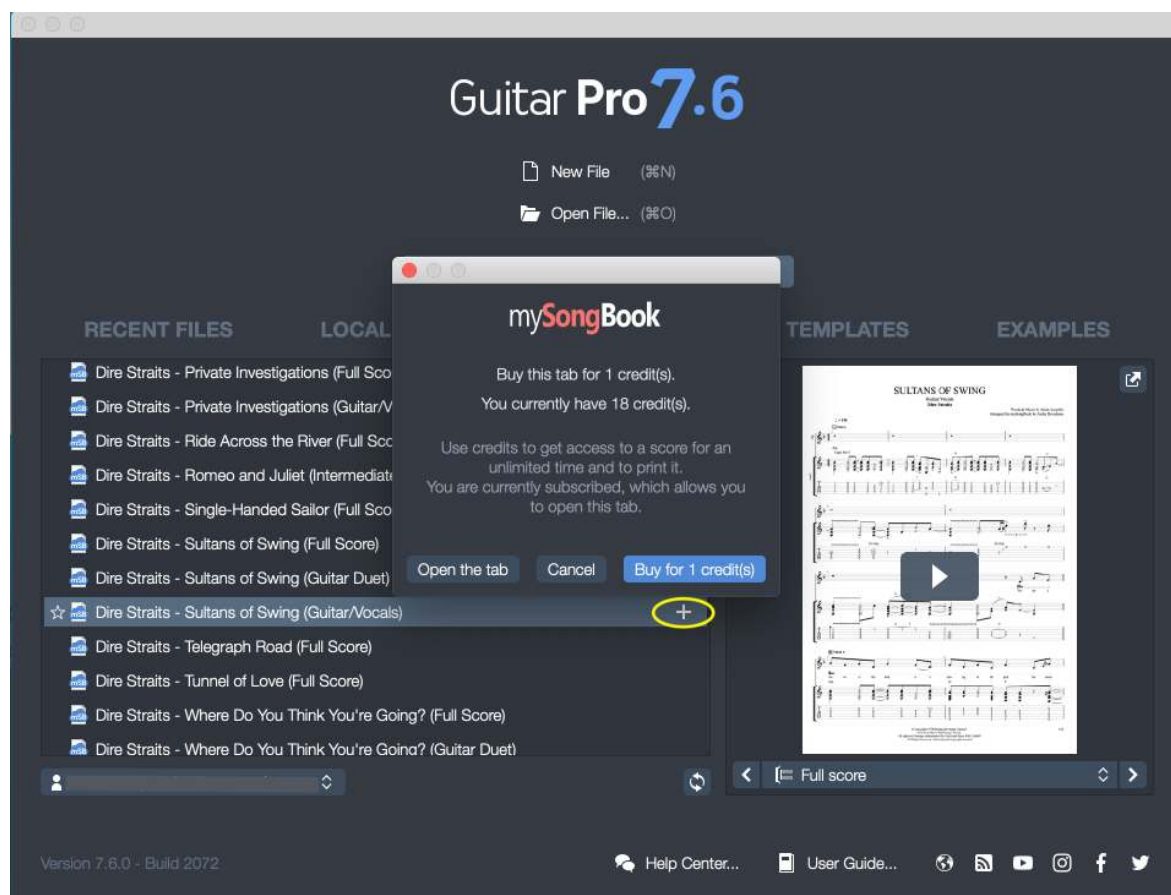 Guitar Pro 7.6
New File (⌘N)
Open File... (⌘O)
RECENT FILES LOCAL TEMPLATES EXAMPLES
mySongBook
Buy this tab for 1 credit(s).
You currently have 18 credit(s).
Use credits to get access to a score for an
unlimited time and to print it.
You are currently subscribed, which allows you
to open this tab.
Open the tab Cancel Buy for 1 credit(s)
Dire Straits - Private Investigations (Full Sco
Dire Straits - Private Investigations (Guitar/V
Dire Straits - Ride Across the River (Full Sco
Dire Straits - Romeo and Juliet (Intermediate
Dire Straits - Single-Handed Sailor (Full Sco
Dire Straits - Sultans of Swing (Full Score)
Dire Straits - Sultans of Swing (Guitar Duet)
Dire Straits - Sultans of Swing (Guitar/Vocals)
Dire Straits - Telegraph Road (Full Score)
Dire Straits - Tunnel of Love (Full Score)
Dire Straits - Where Do You Think You're Going? (Full Score)
Dire Straits - Where Do You Think You're Going? (Guitar Duet)
SULTANS OF SWING
Dire Straits
Full score
Version 7.6.0 - Build 2072
Help Center...
User Guide...